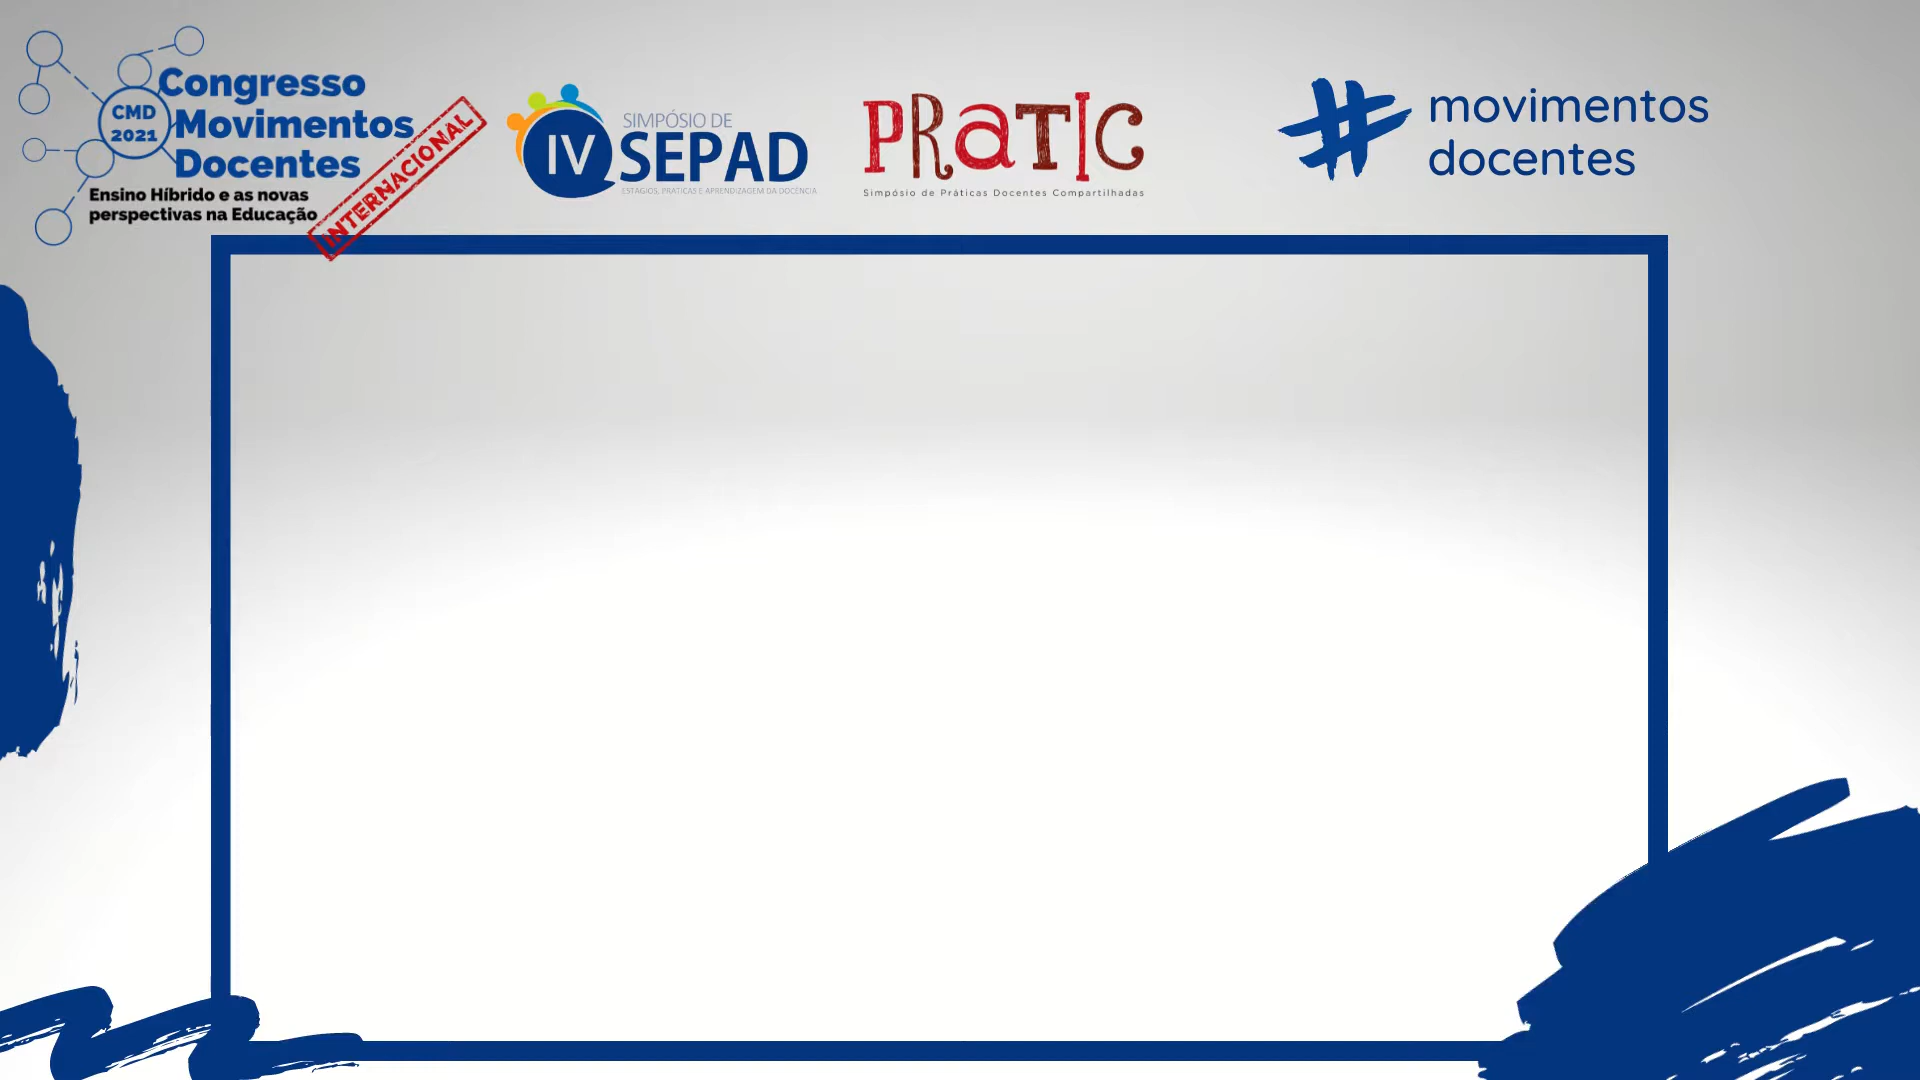 CMD
2021
Congresso
Movimentos
Docentes
Ensino Híbrido e as novas
perspectivas na Educação
INTERNACIONAL
IV
SIMPÓSIO DE
SEPAD
ESTÁGIOS, PRÁTICAS E APRENDIZAGEM DA DOCÊNCIA
PRATIC
Simpósio de Práticas Docentes Compartilhadas
# movimentos
docentes